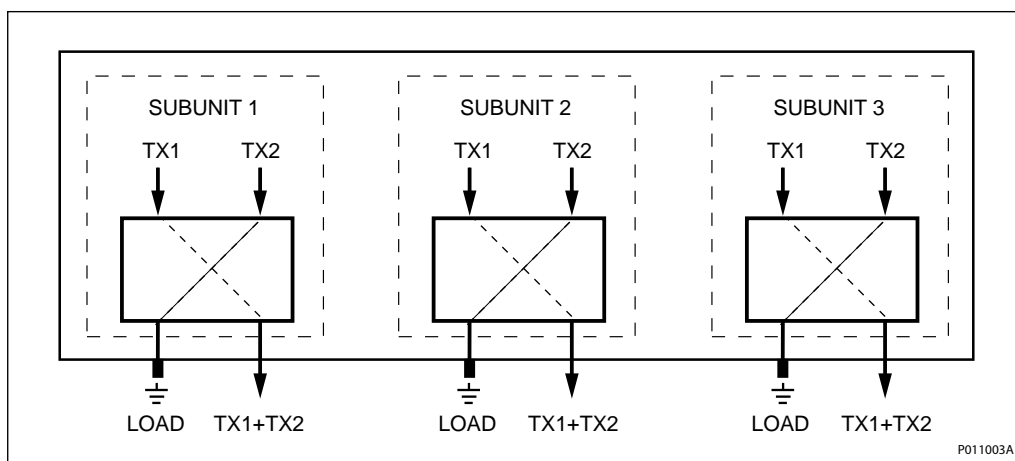 SUBUNIT 1 SUBUNIT 2 SUBUNIT 3
TX1 TX2 TX1 TX2 TX1 TX2
LOAD TX1+TX2 LOAD TX1+TX2 LOAD TX1+TX2
P011003A